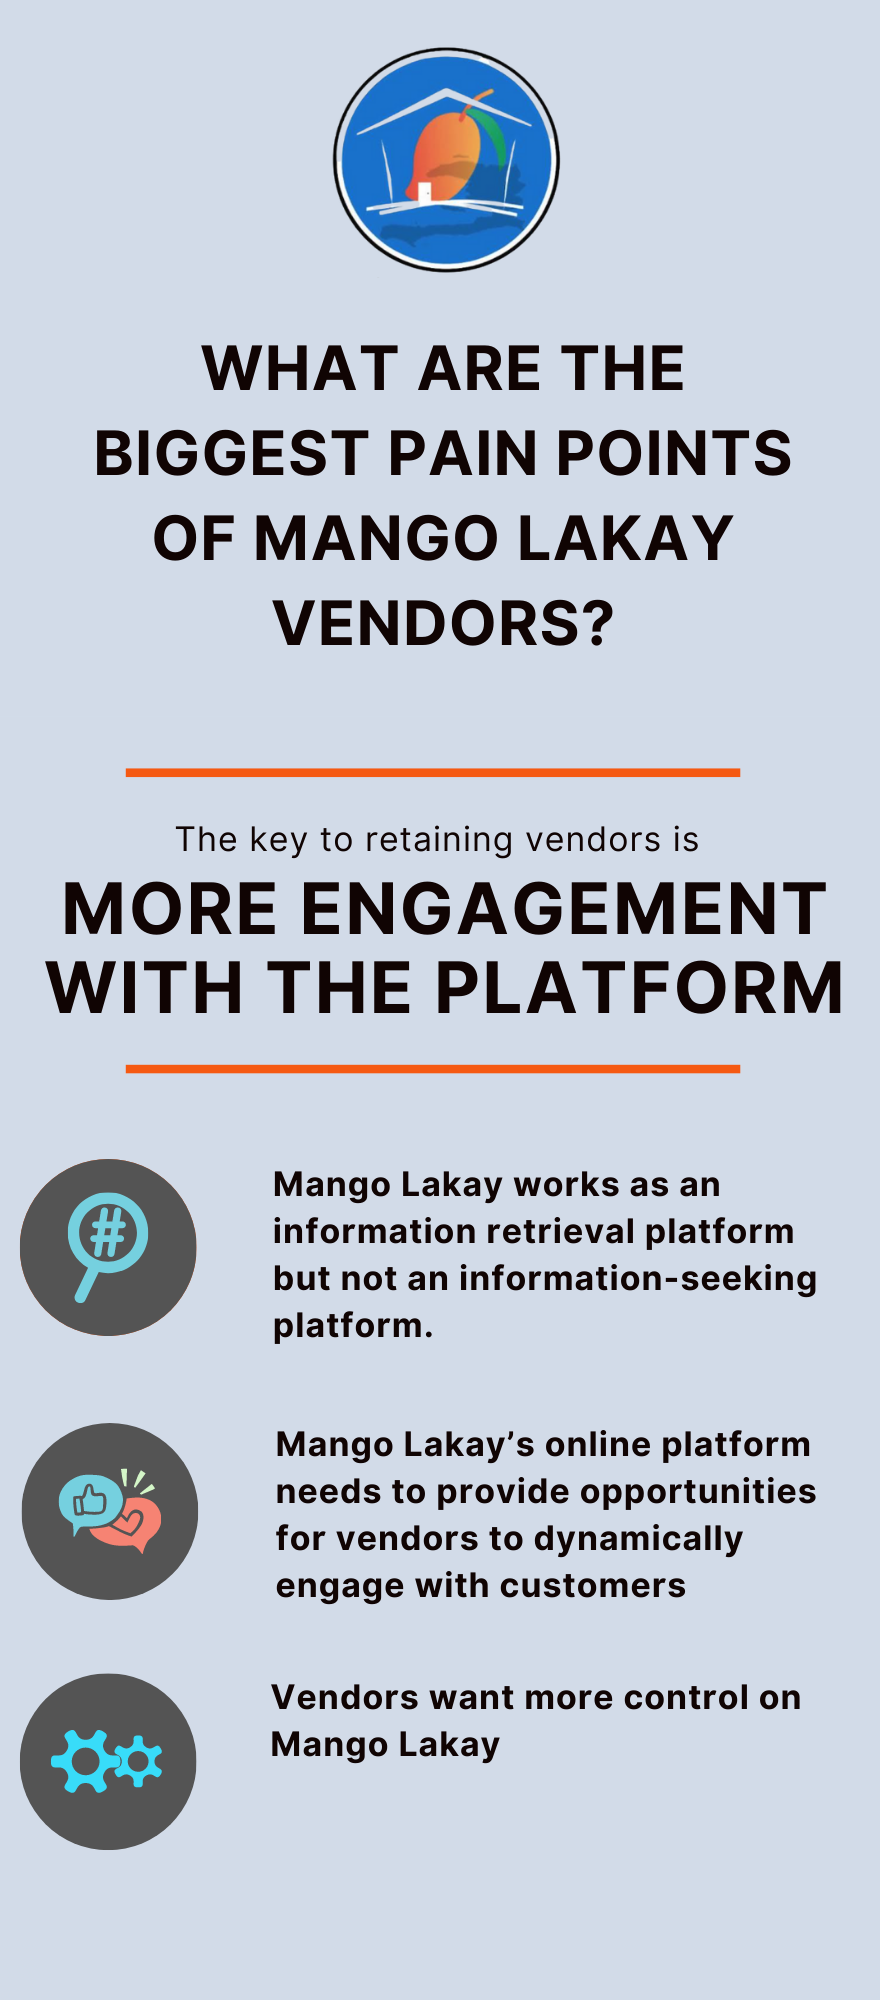 WHAT ARE THE
BIGGEST PAIN POINTS
OF MANGO LAKAY
VENDORS?
The key to retaining vendors is
MORE ENGAGEMENT
WITH THE PLATFORM
#
Mango Lakay works as an
information retrieval platform
but not an information-seeking
platform.
Mango Lakay’s online platform
needs to provide opportunities
for vendors to dynamically
engage with customers
Vendors want more control on
Mango Lakay